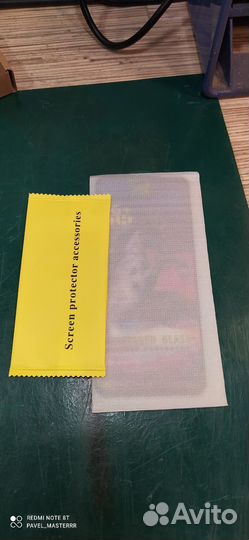 Screen protector accessories
REDMI NOTE 8T
PAVEL_MASTERRR
Avito